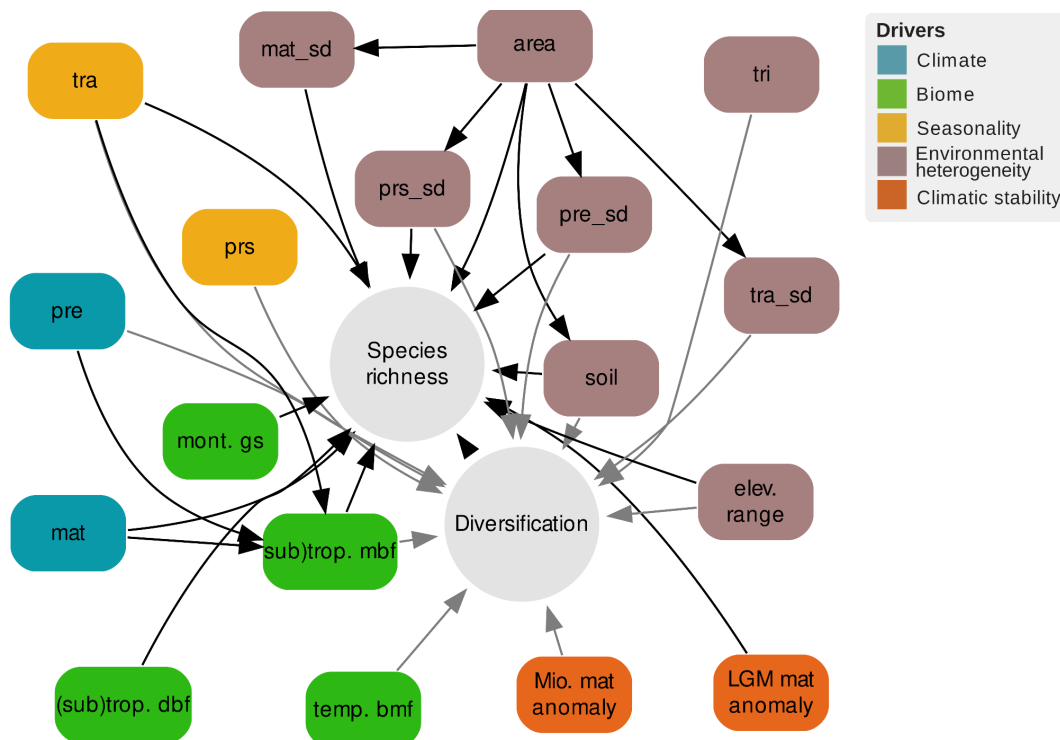 mat_sd
area
tra
tri
Drivers
Climate
Biome
Seasonality
Environmental
heterogeneity
Climatic stability
prs_sd
pre_sd
prs
tra_sd
pre
Species
richness
soil
mont. gs
elev.
range
mat
(sub)trop. mbf
Diversification
(sub)trop. dbf
temp. bmf
Mio. mat
anomaly
LGM mat
anomaly